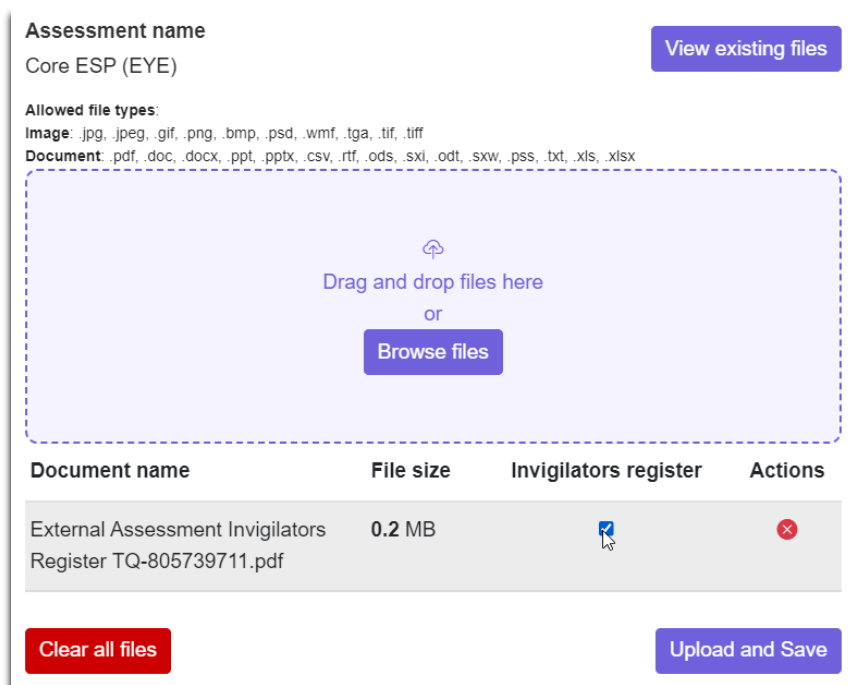 Assessment name
View existing files
Core ESP (EYE)
Allowed file types:
Image: .jpg, .jpeg, .gif, .png, .bmp, .psd, .wmf, .tga, .tif, .tiff
Document: .pdf, .doc, .docx, .ppt, .pptx, .csv, .rtf, .ods, .sxi, .odt, .sxw, .pss, .txt, .xls, .xlsx
Drag and drop files here
or
Browse files
Document name File size Invigilators register Actions
External Assessment Invigilators 0.2 MB
Register TQ-805739711.pdf
Clear all files Upload and Save